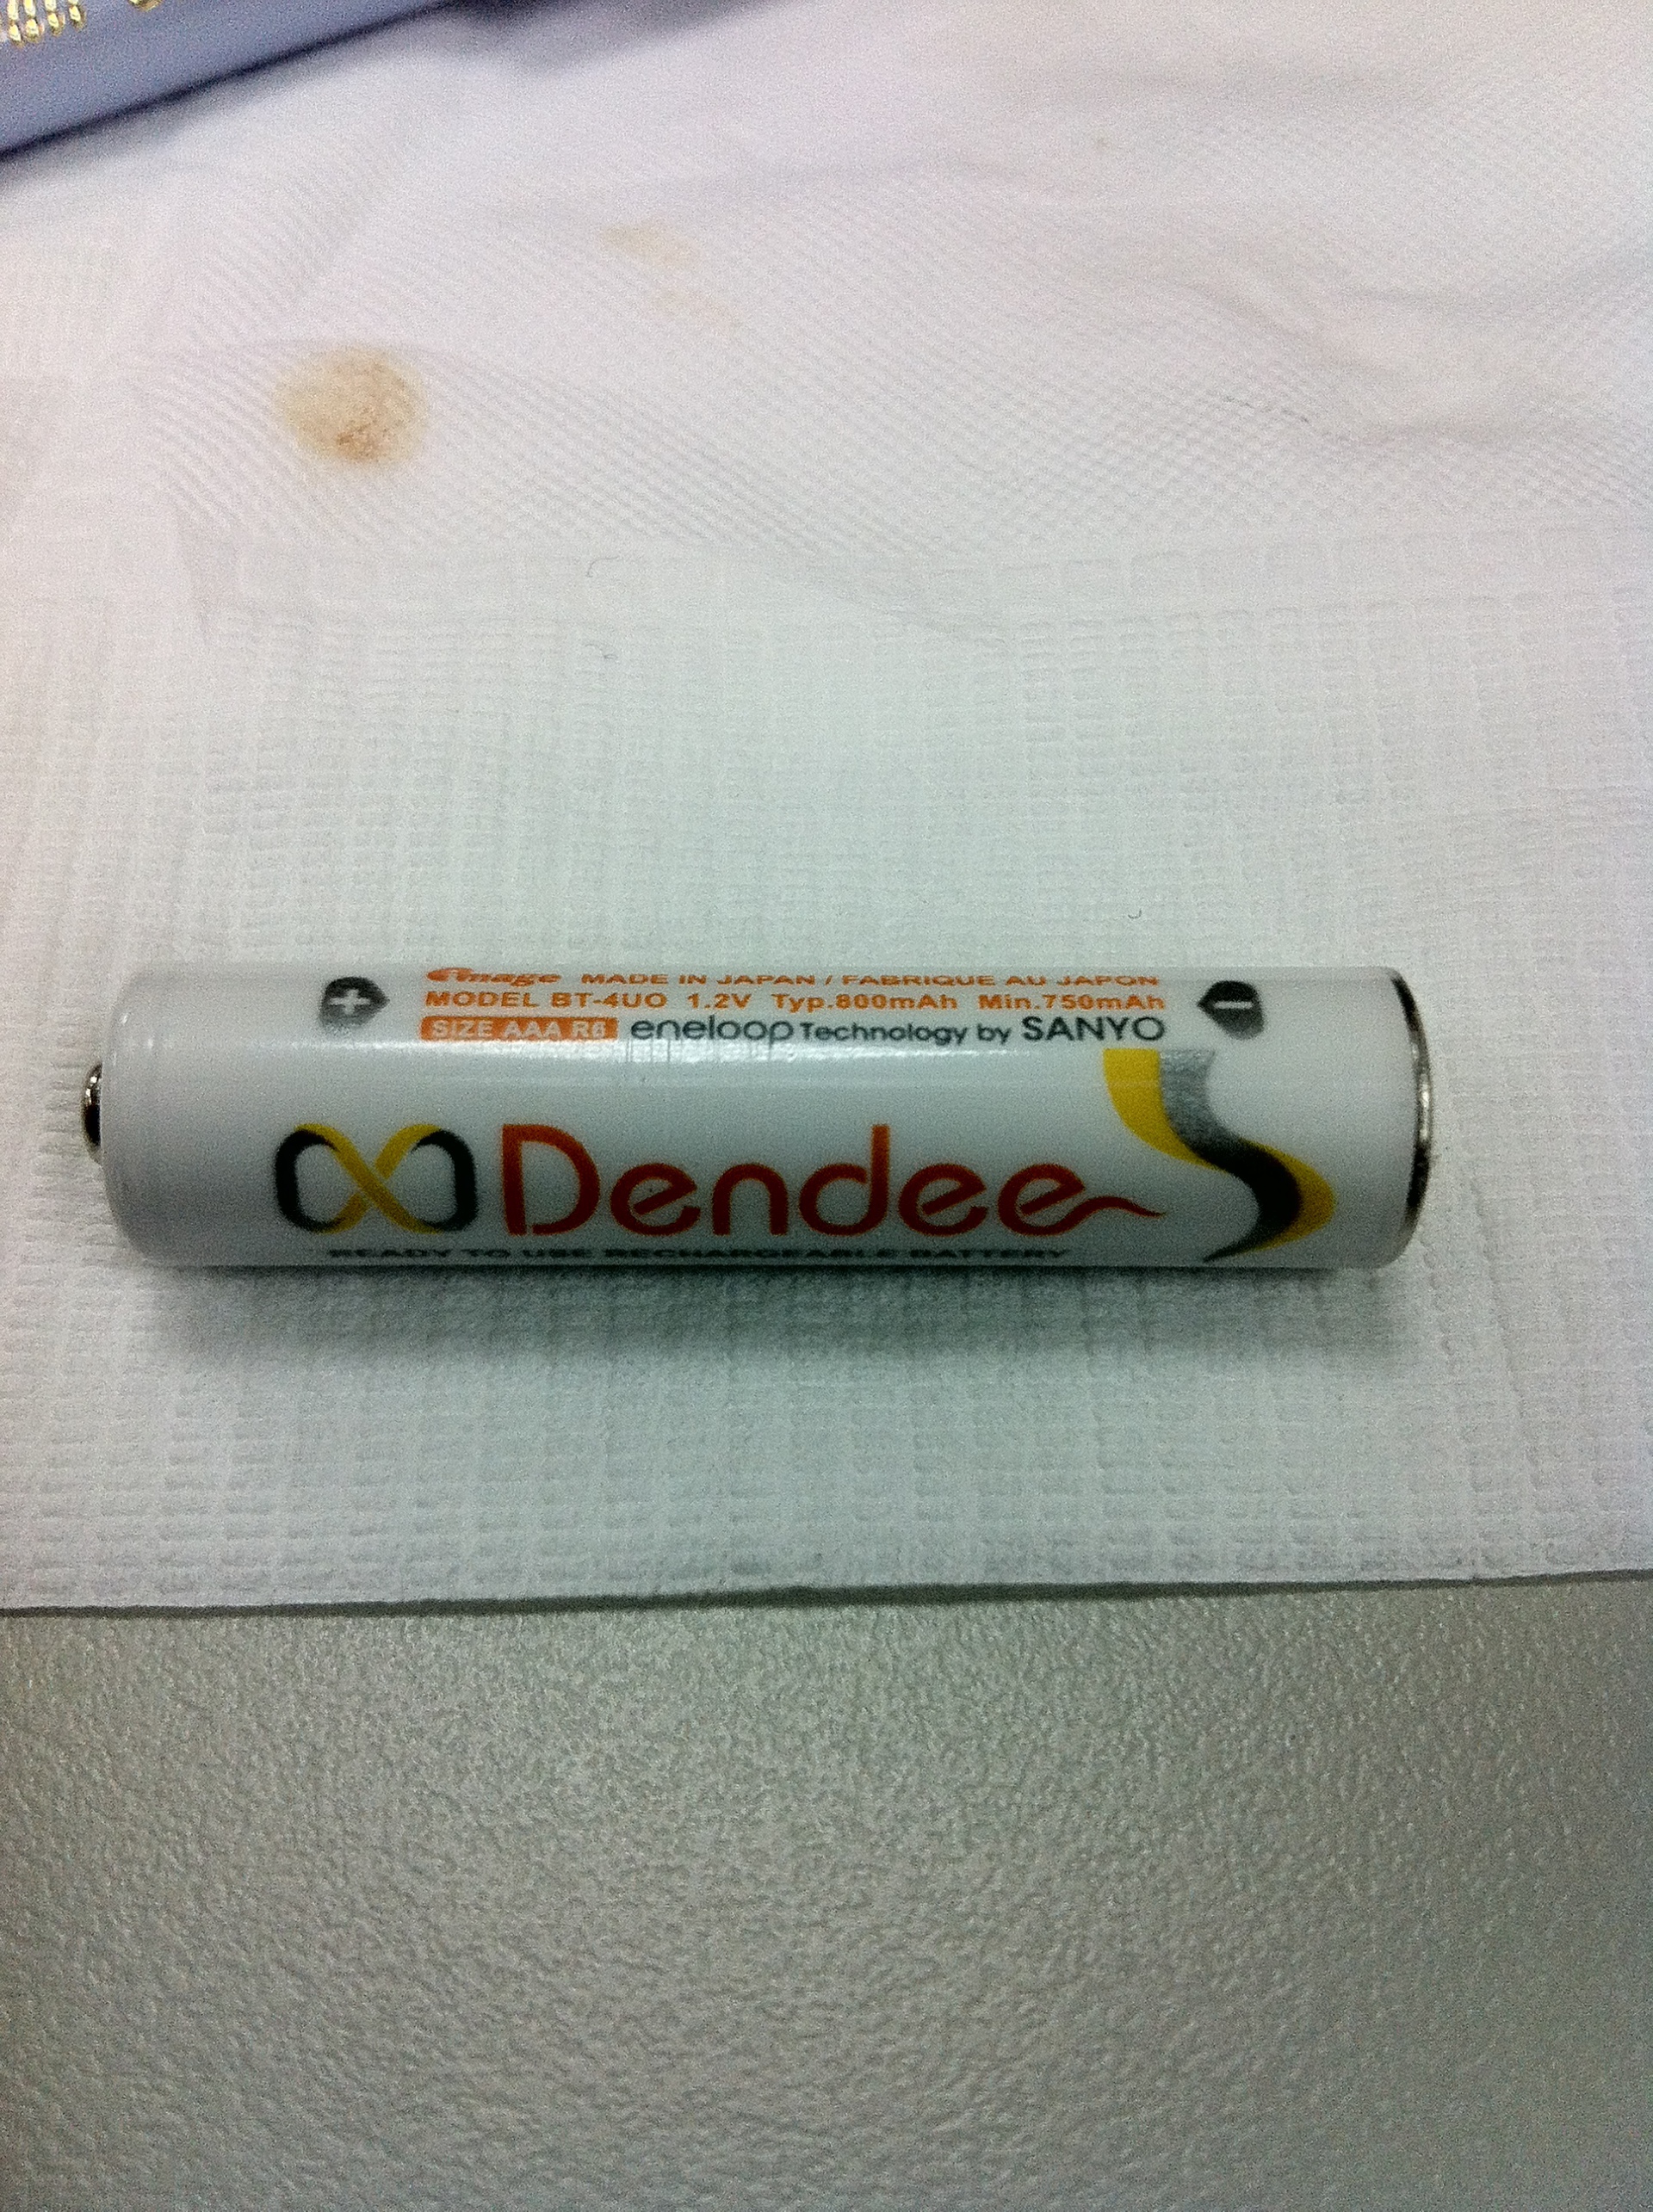 image MADE IN JAPAN / FABRIQUE AU JAPON
MODEL BT-4UO 1.2V Typ.800mAh Min.750mAh
SIZE AAA R6 eneloop Technology by SANYO
+
-
Dendee
READY TO USE RECHARGEABLE BATTERY